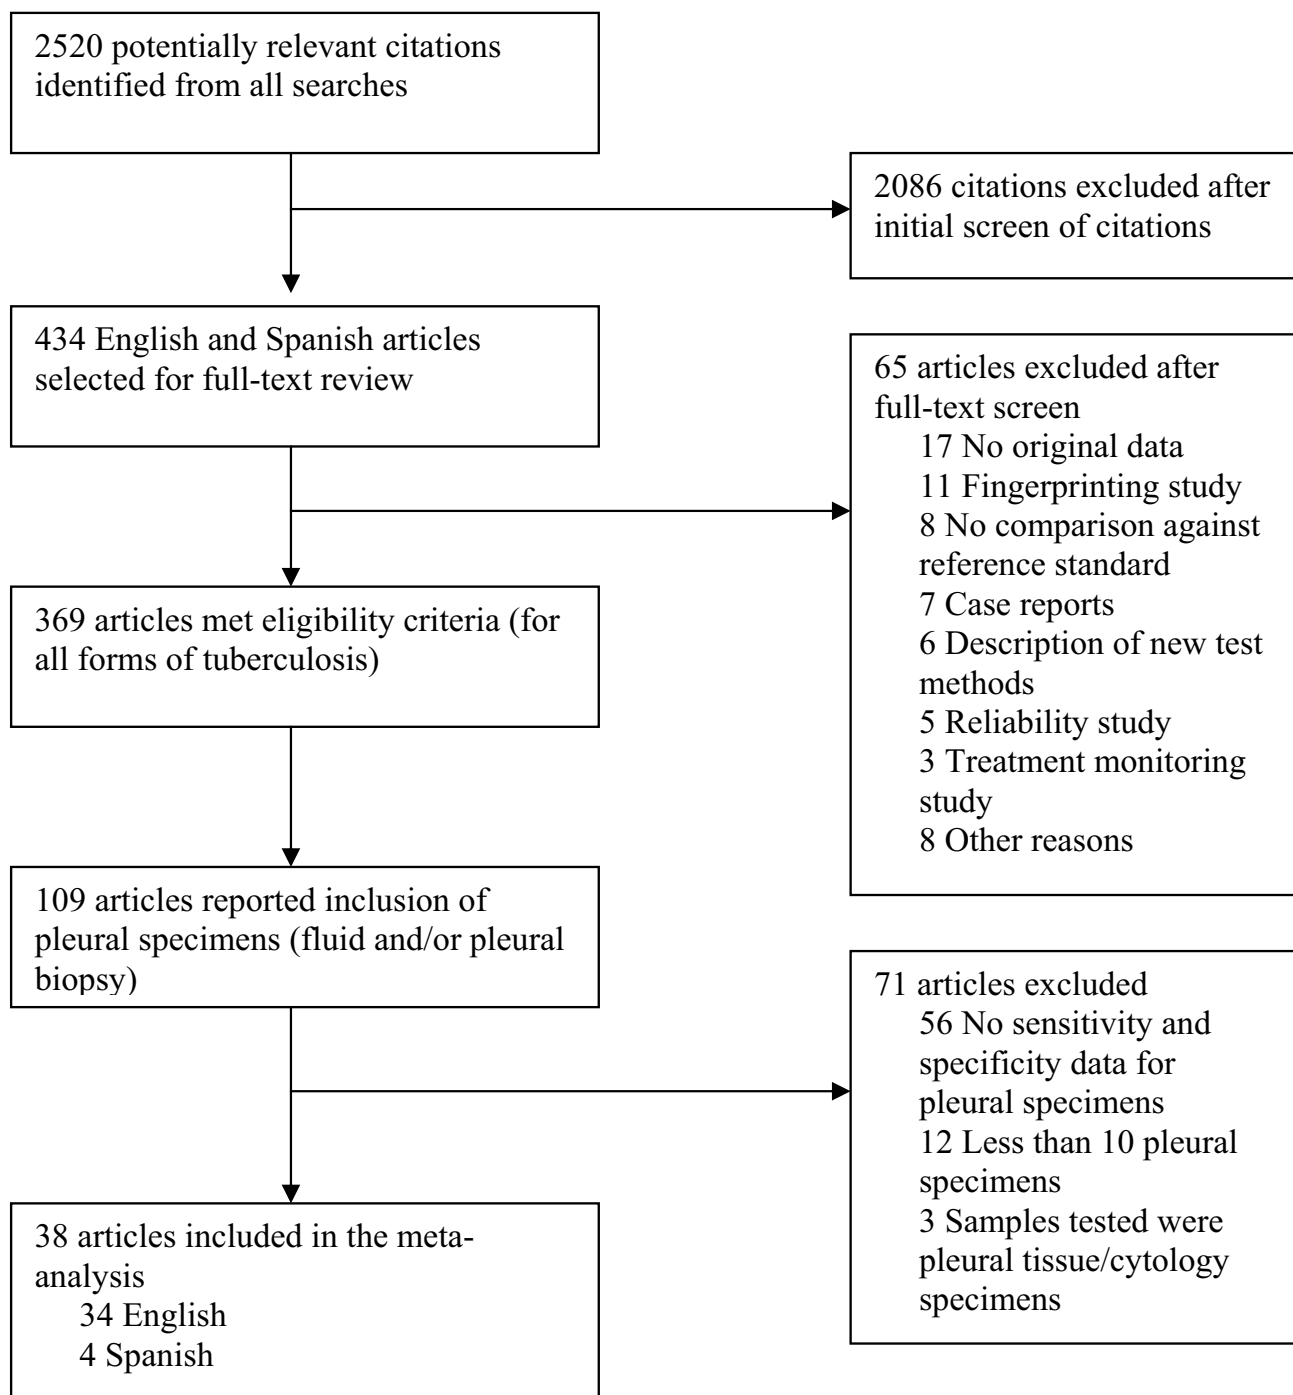 2520 potentially relevant citations
identified from all searches
2086 citations excluded after
initial screen of citations
434 English and Spanish articles
selected for full-text review
65 articles excluded after
full-text screen
17 No original data
11 Fingerprinting study
8 No comparison against
reference standard
7 Case reports
6 Description of new test
methods
5 Reliability study
3 Treatment monitoring
study
8 Other reasons
369 articles met eligibility criteria (for
all forms of tuberculosis)
109 articles reported inclusion of
pleural specimens (fluid and/or pleural
biopsy)
71 articles excluded
56 No sensitivity and
specificity data for
pleural specimens
12 Less than 10 pleural
specimens
3 Samples tested were
pleural tissue/cytology
specimens
38 articles included in the meta-
analysis
34 English
4 Spanish